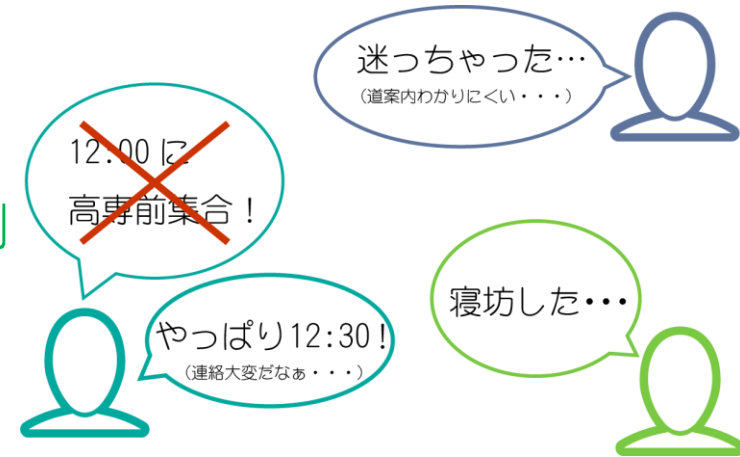 迷っちゃった…
(道案内わかりにくい・・・)
12:00に
高専前集合！
やっぱり12:30！
(連絡大変だなぁ・・・)
寝坊した・・・